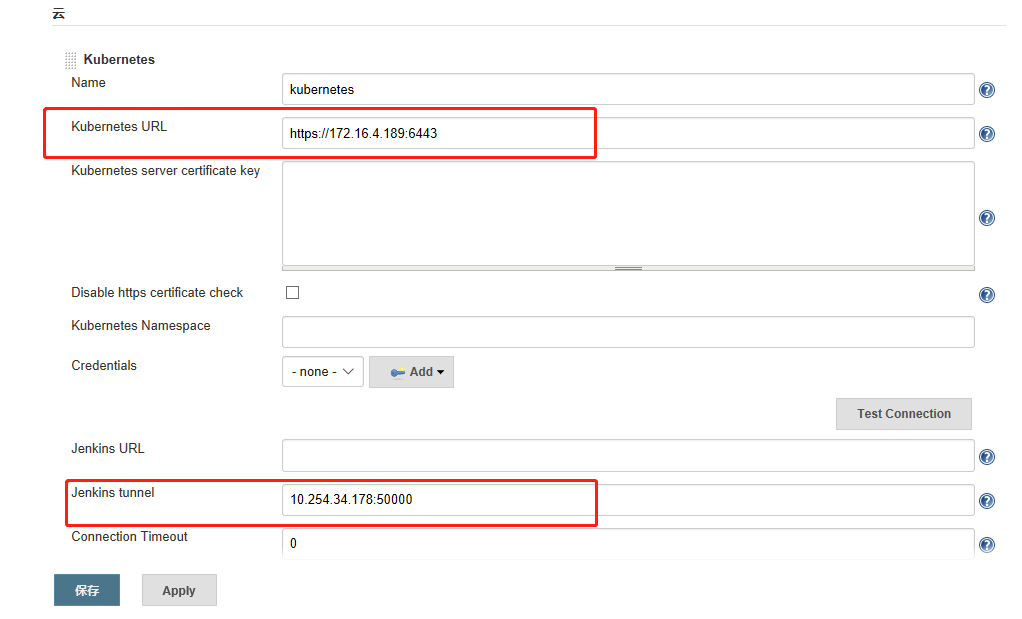 云
Kubernetes
Name
kubernetes
Kubernetes URL
https://172.16.4.189:6443
Kubernetes server certificate key
Disable https certificate check
Kubernetes Namespace
Credentials
- none -
Add
Test Connection
Jenkins URL
Jenkins tunnel
10.254.34.178:50000
Connection Timeout
0
保存
Apply